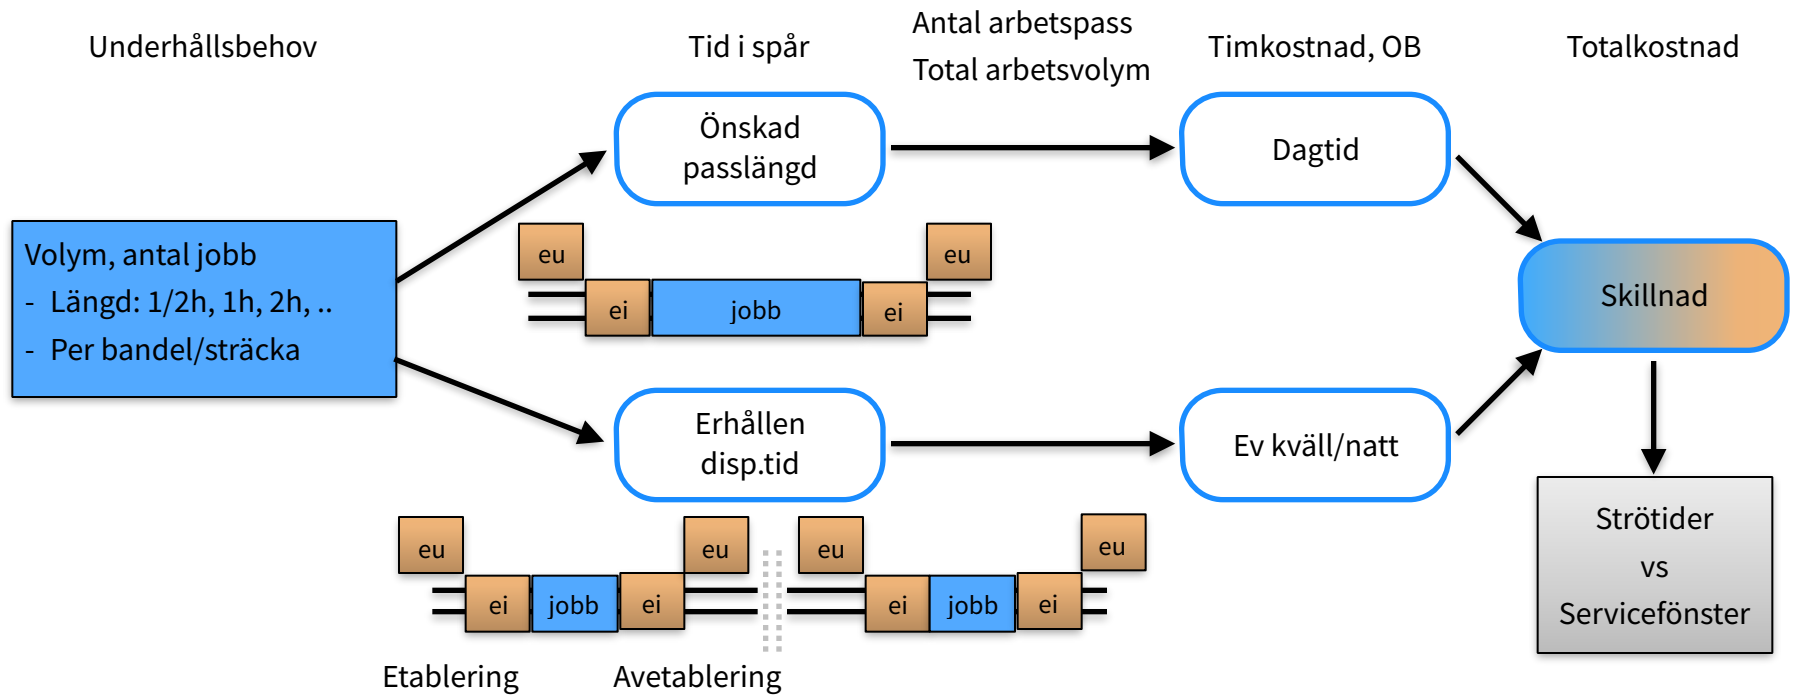 Underhållsbehov
Tid i spår
Antal arbetspass
Total arbetsvolym
Timkostnad, OB
Totalkostnad
Önskad
passlängd
Dagtid
Volym, antal jobb
- Längd: 1/2h, 1h, 2h, ..
- Per bandel/sträcka
eu
eu
ei
jobb
ei
Skillnad
Erhållen
disp.tid
Ev kväll/natt
eu
eu
eu
eu
ei
jobb
ei
ei
jobb
ei
Strötider
vs
Servicefönster
Etablering
Avetablering